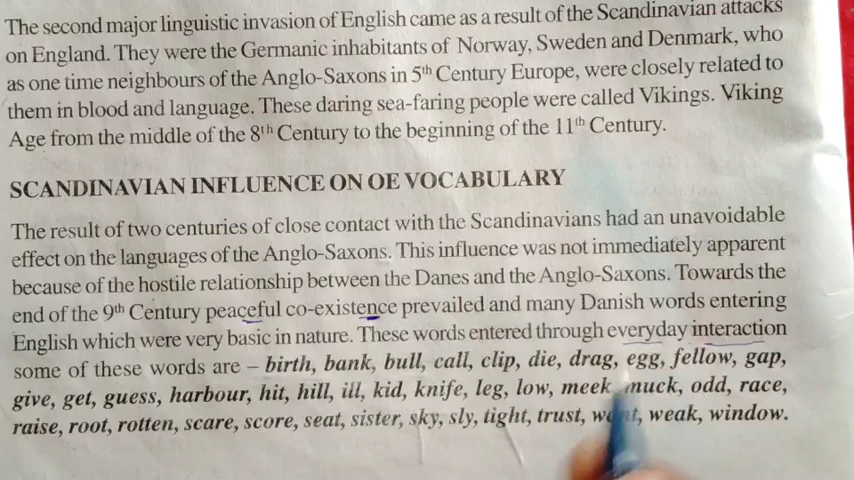 The second major linguistic invasion of English came as a result of the Scandinavian attacks
on England. They were the Germanic inhabitants of Norway, Sweden and Denmark, who
as one time neighbours of the Anglo-Saxons in 5th Century Europe, were closely related to
them in blood and language. These daring sea-faring people were called Vikings. Viking
Age from the middle of the 8th Century to the beginning of the 11th Century.
SCANDINAVIAN INFLUENCE ON OE VOCABULARY
The result of two centuries of close contact with the Scandinavians had an unavoidable
effect on the languages of the Anglo-Saxons. This influence was not immediately apparent
because of the hostile relationship between the Danes and the Anglo-Saxons. Towards the
end of the 9th Century peaceful co-existence prevailed and many Danish words entering
English which were very basic in nature. These words entered through everyday interaction
some of these words are – birth, bank, bull, call, clip, die, drag, egg, fellow, gap,
give, get, guess, harbour, hit, hill, ill, kid, knife, leg, low, meek muck, odd, race,
raise, root, rotten, scare, score, seat, sister, sky, sly, tight, trust, want, weak, window.